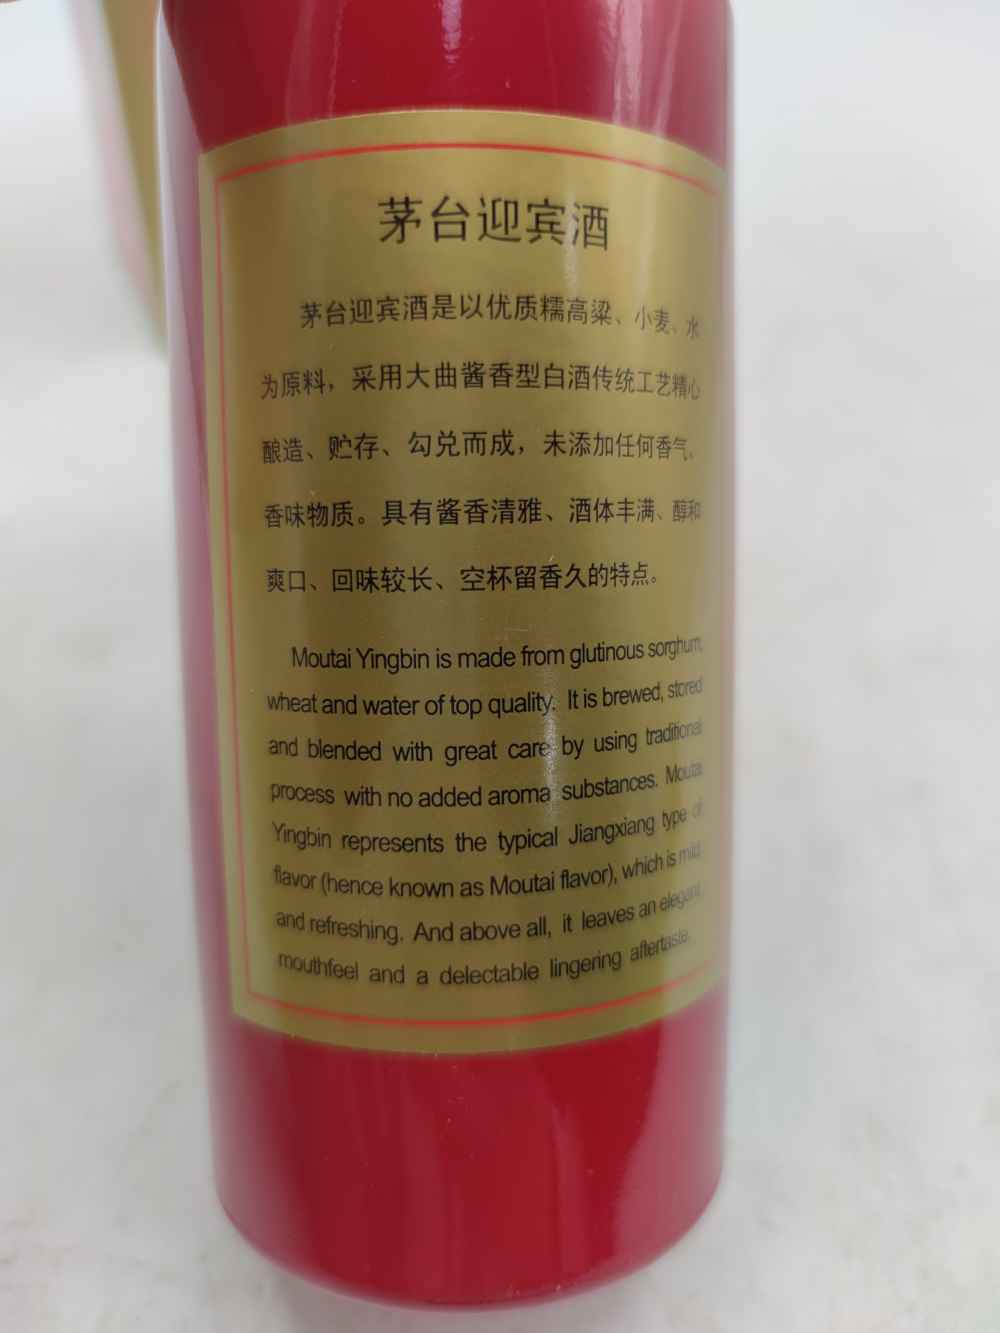 茅台迎宾酒
茅台迎宾酒是以优质糯高粱、小麦、水
为原料，采用大曲酱香型白酒传统工艺精心
酿造、贮存、勾兑而成，未添加任何香气、
香味物质。具有酱香清雅、酒体丰满、醇和
爽口、回味较长、空杯留香久的特点。
Moutai Yingbin is made from glutinous sorghum,
wheat and water of top quality. It is brewed, stored
and blended with great care by using traditional
process with no added aroma substances. Moutai
Yingbin represents the typical Jiangxiang type of
flavor (hence known as Moutai flavor), which is mild
and refreshing. And above all, it leaves an elegant
mouthfeel and a delectable lingering aftertaste.